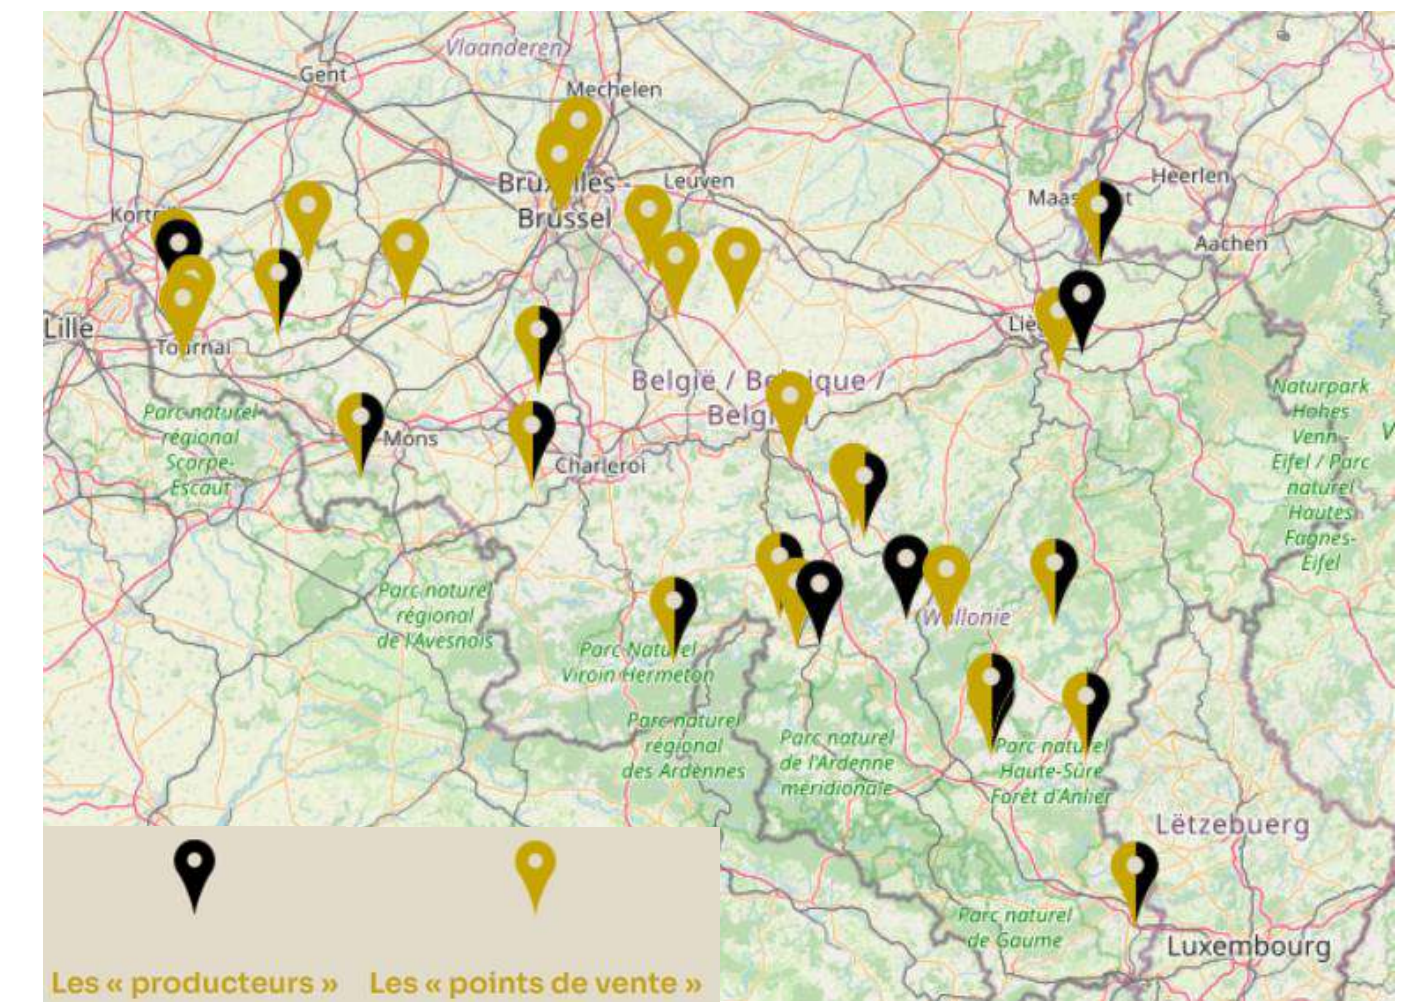 Vlaanderen
Gent
Mechelen
Leuven
Brussel
Heerlen
Aachen
Lille
België / Belgique /
Mons
Charleroi
Parc naturel
régional
Scarpe-
Escaut
Naturpark
Hohes
Venn -
Eifel / Parc
naturel
Hautes
Fagnes-
Eifel
Parc naturel
régional
de l'Avesnois
Wallonie
Parc Naturel
Viroin Hermeton
Parc naturel
régional
des Ardennes
Parc naturel
de l'Ardenne
méridionale
Parc naturel
Haute-Sûre
Forêt d'Anlier
Lëtzebuerg
Parc naturel
de Gaume
Luxembourg
Les « producteurs »
Les « points de vente »